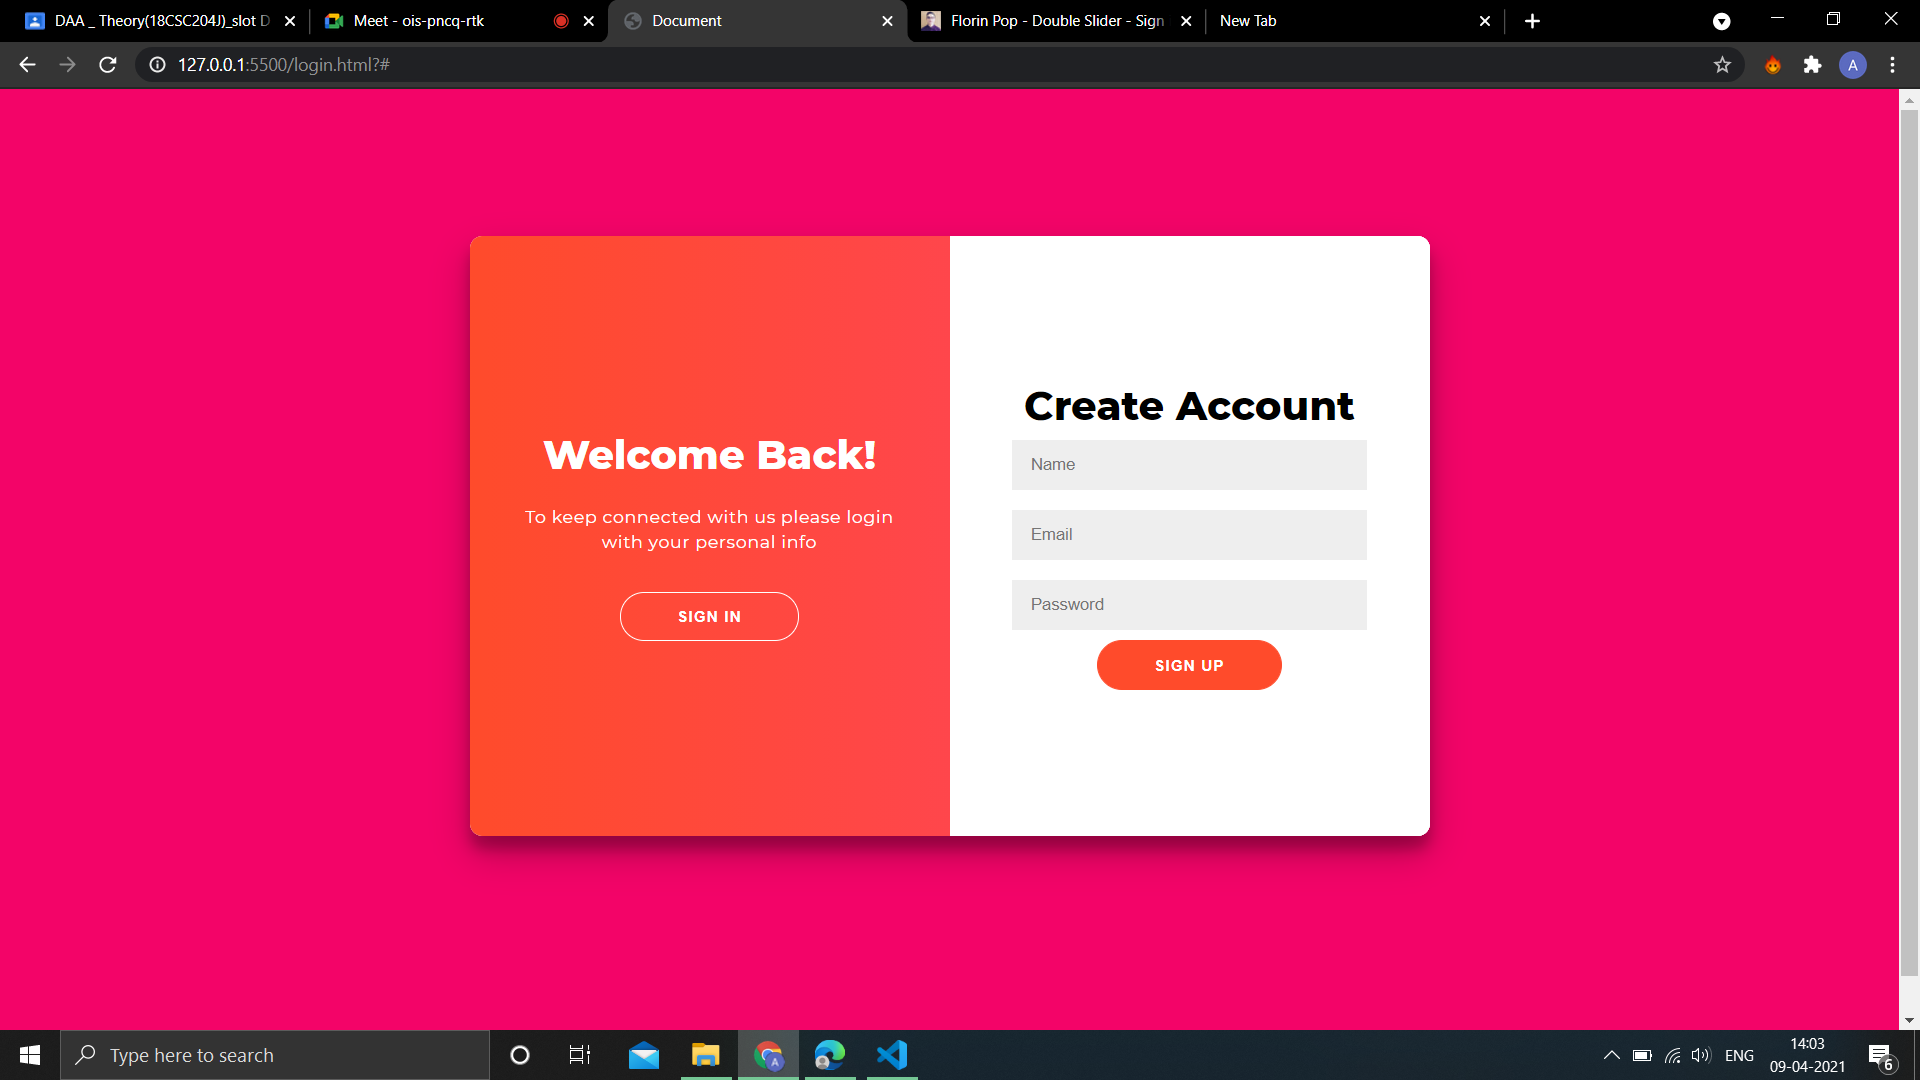 DAA _ Theory(18CSC204J)_slot D
Meet - ois-pncq-rtk
Document
Florin Pop - Double Slider - Sign
New Tab
127.0.0.1:5500/login.html?#
A
Welcome Back!
To keep connected with us please login
with your personal info
SIGN IN
Create Account
Name
Email
Password
SIGN UP
Type here to search
A
ENG
14:03
09-04-2021
6